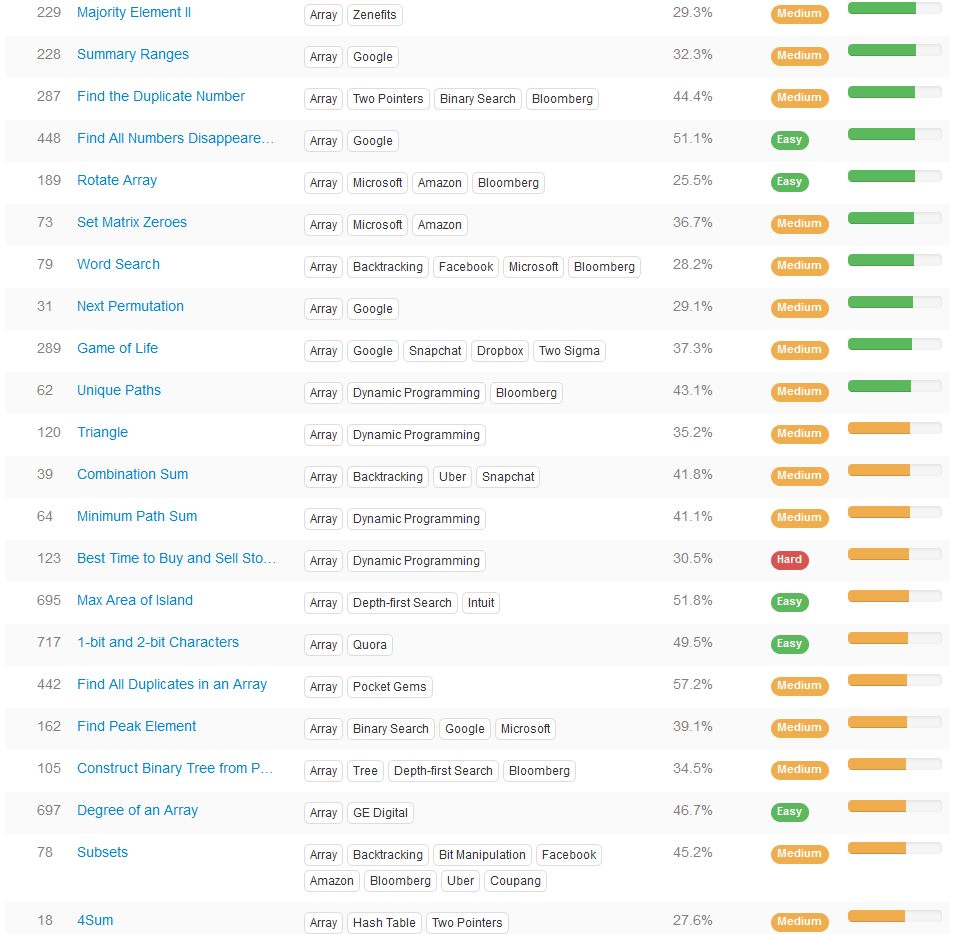 229 Majority Element II Array Zenefits 29.3% Medium
228 Summary Ranges Array Google 32.3% Medium
287 Find the Duplicate Number Array Two Pointers Binary Search Bloomberg 44.4% Medium
448 Find All Numbers Disappeare... Array Google 51.1% Easy
189 Rotate Array Array Microsoft Amazon Bloomberg 25.5% Easy
73 Set Matrix Zeroes Array Microsoft Amazon 36.7% Medium
79 Word Search Array Backtracking Facebook Microsoft Bloomberg 28.2% Medium
31 Next Permutation Array Google 29.1% Medium
289 Game of Life Array Google Snapchat Dropbox Two Sigma 37.3% Medium
62 Unique Paths Array Dynamic Programming Bloomberg 43.1% Medium
120 Triangle Array Dynamic Programming 35.2% Medium
39 Combination Sum Array Backtracking Uber Snapchat 41.8% Medium
64 Minimum Path Sum Array Dynamic Programming 41.1% Medium
123 Best Time to Buy and Sell Sto... Array Dynamic Programming 30.5% Hard
695 Max Area of Island Array Depth-first Search Intuit 51.8% Easy
717 1-bit and 2-bit Characters Array Quora 49.5% Easy
442 Find All Duplicates in an Array Array Pocket Gems 57.2% Medium
162 Find Peak Element Array Binary Search Google Microsoft 39.1% Medium
105 Construct Binary Tree from P... Array Tree Depth-first Search Bloomberg 34.5% Medium
697 Degree of an Array Array GE Digital 46.7% Easy
78 Subsets Array Backtracking Bit Manipulation Facebook 45.2% Medium
Amazon Bloomberg Uber Coupang
18 4Sum Array Hash Table Two Pointers 27.6% Medium